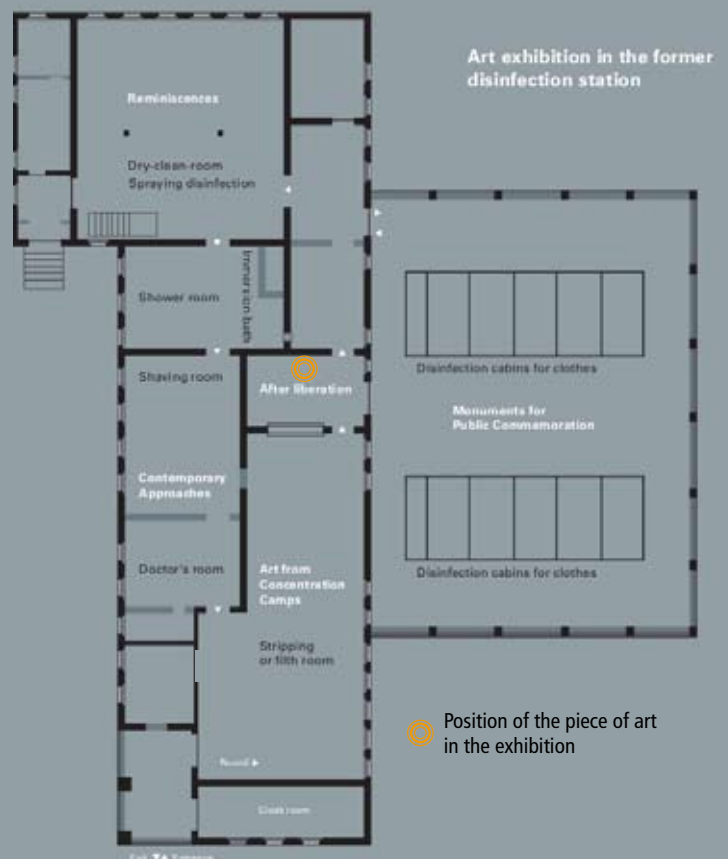 Art exhibition in the former
disinfection station
Reminiscences
Dry-clean-room
Spraying disinfection
Shower room
Immersion bath
Shaving room
After liberation
Disinfection cabins for clothes
Monuments for
Public Commemoration
Contemporary
Approaches
Doctor's room
Art from
Concentration
Camps
Disinfection cabins for clothes
Stripping
or filth room
Position of the piece of art
in the exhibition
Round
Cloak room